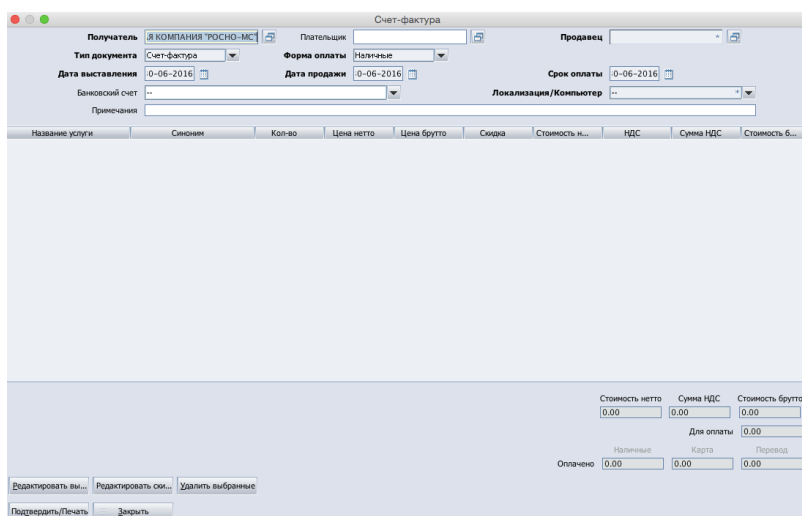 Счет-фактура
Получатель Я КОМПАНИЯ "РОСНО-МС" Плательщик Продавец *
Тип документа Счет-фактура Форма оплаты Наличные
Дата выставления 0-06-2016 Дата продажи 0-06-2016 Срок оплаты 0-06-2016
Банковский счет -- Локализация/Компьютер -- *
Примечания
Название услуги Синоним Кол-во Цена нетто Цена брутто Скидка Стоимость н... НДС Сумма НДС Стоимость б...
Стоимость нетто Сумма НДС Стоимость брутто
0.00 0.00 0.00
Для оплаты 0.00
Наличные Карта Перевод
Оплачено 0.00 0.00 0.00
Редактировать вы... Редактировать ски... Удалить выбранные
Подтвердить/Печать Закрыть